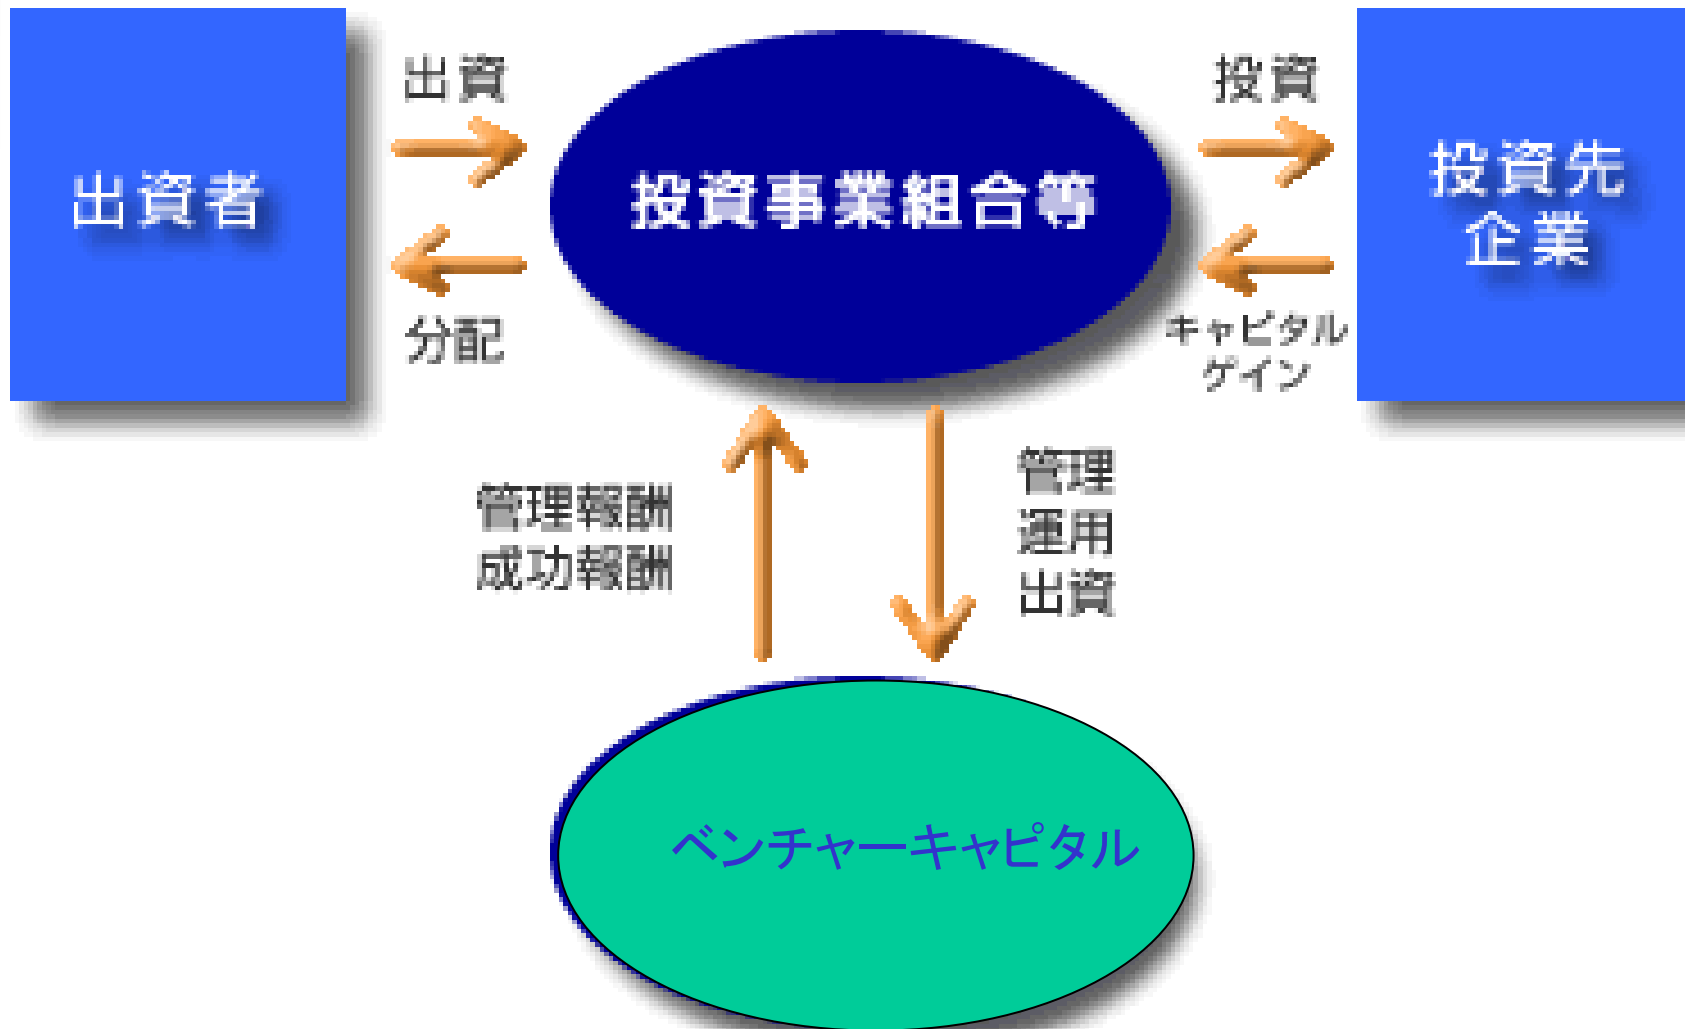 出資
投資
出資者
投資事業組合等
投資先
企業
分配
キャピタル
ゲイン
管理報酬
成功報酬
管理
運用
出資
ベンチャーキャピタル